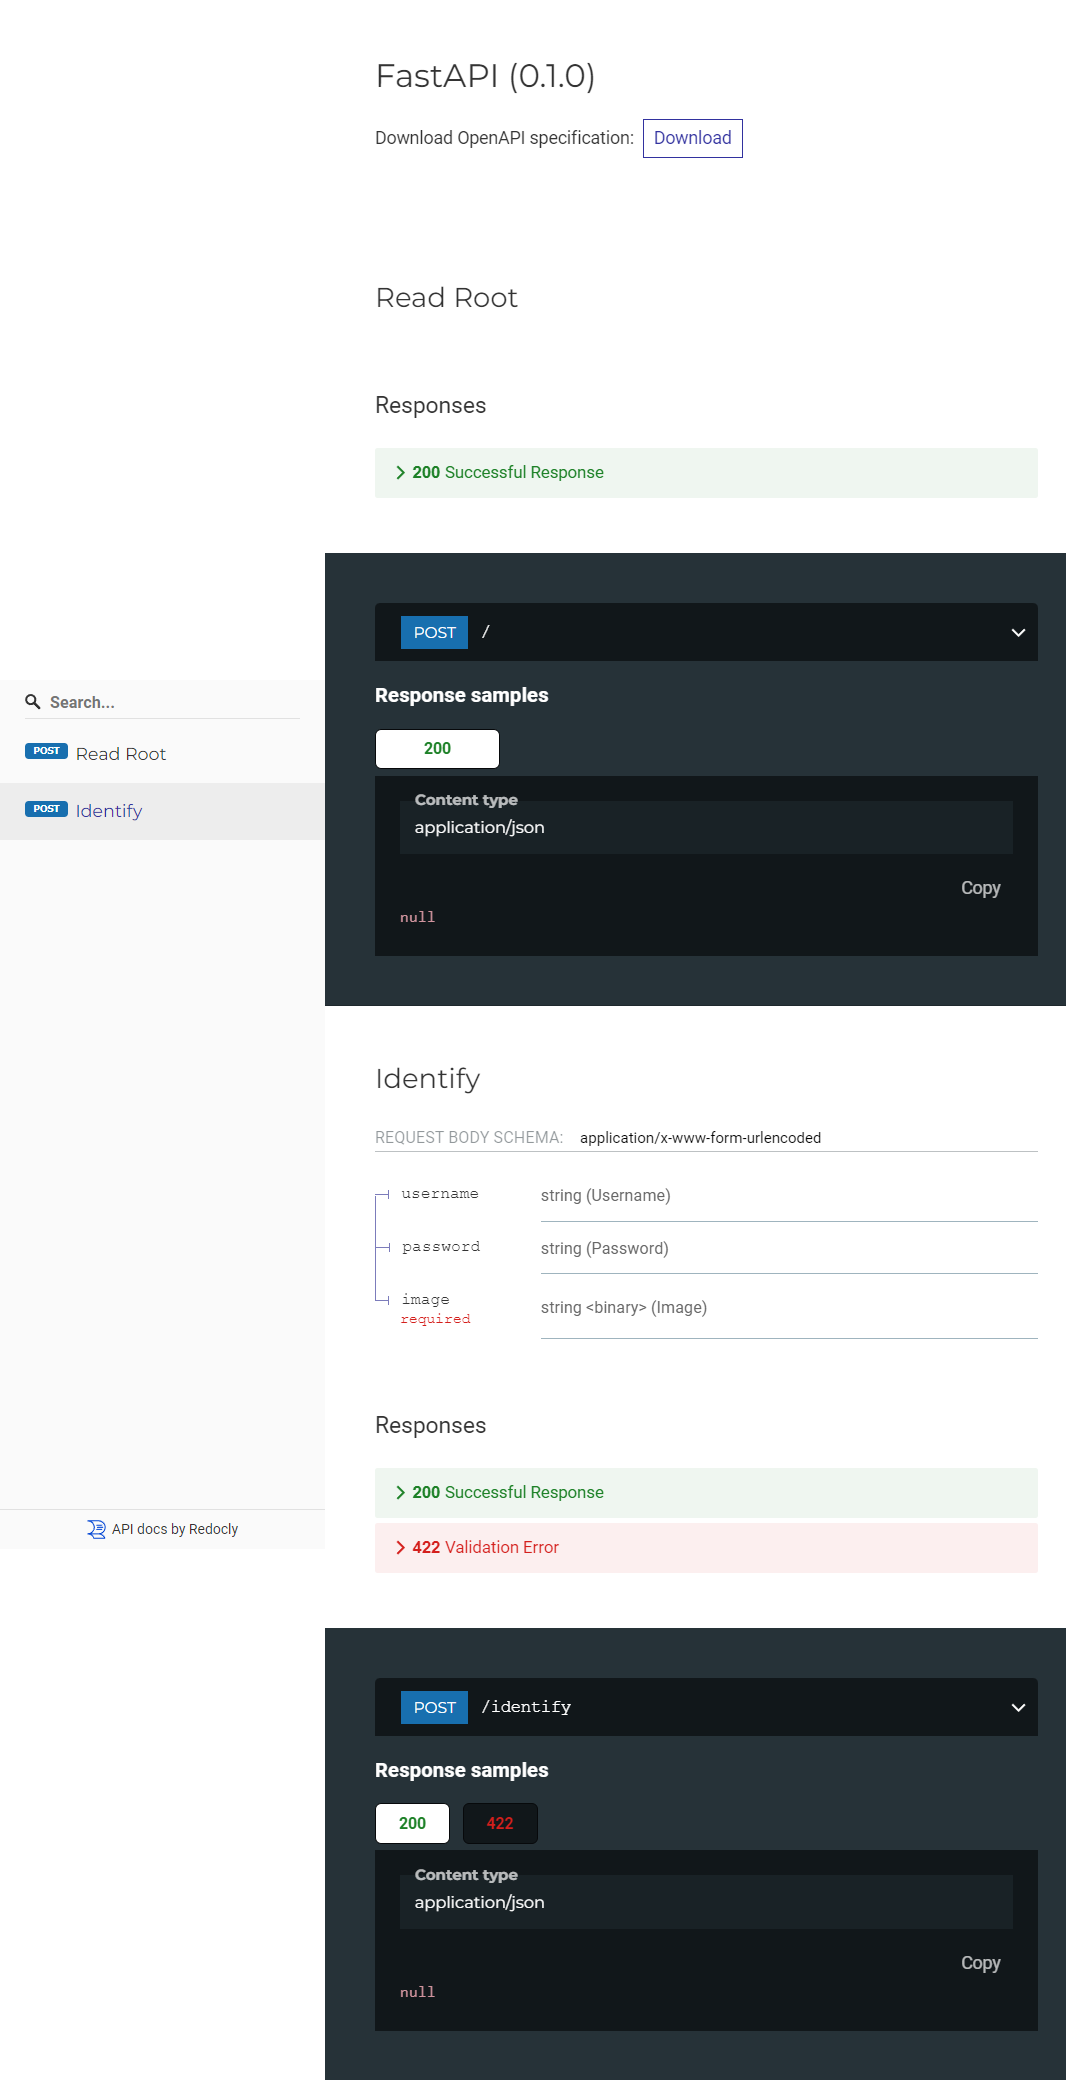 FastAPI (0.1.0)
Download OpenAPI specification: Download
Read Root
Responses
200 Successful Response
POST /
Response samples
200
Content type
application/json
Copy
null
Search...
POST Read Root
POST Identify
API docs by Redocly
Identify
REQUEST BODY SCHEMA: application/x-www-form-urlencoded
username string (Username)
password string (Password)
image
required
string <binary> (Image)
Responses
200 Successful Response
422 Validation Error
POST /identify
Response samples
200 422
Content type
application/json
Copy
null